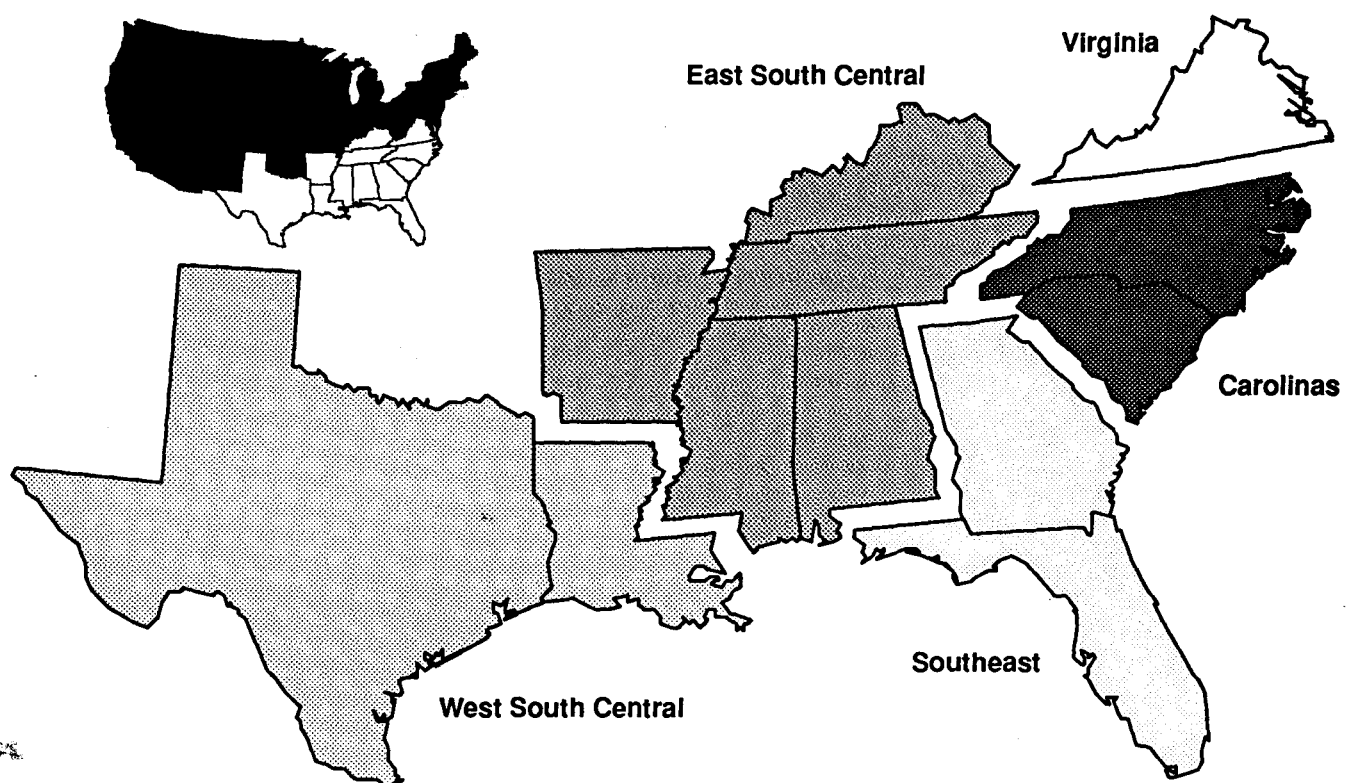 Virginia
East South Central
Carolinas
Southeast
West South Central